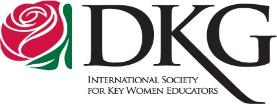 DKG
International Society
for Key Women Educators